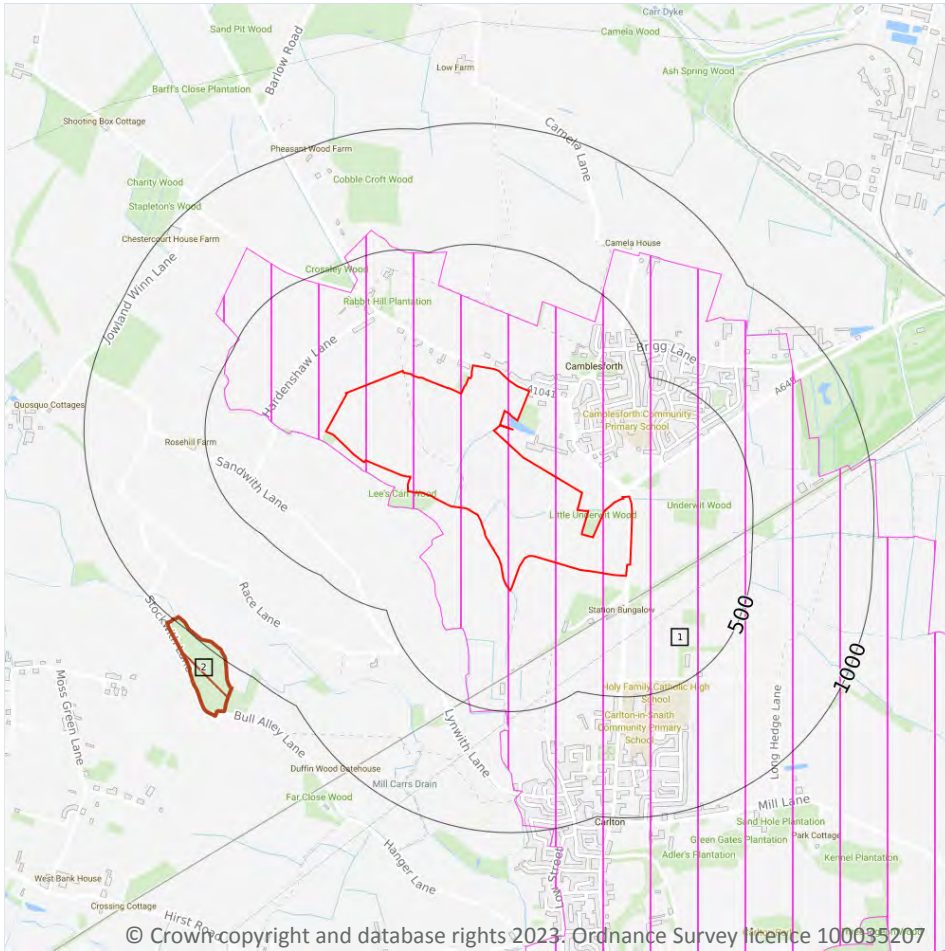 Carr Dyke
Sand Pit Wood
Camela Wood
Barlow Road
Low Farm
Ash Spring Wood
Barff's Close Plantation
Shooting Box Cottage
Camela Lane
Pheasant Wood Farm
Cobble Croft Wood
Charity Wood
Stapleton's Wood
Chestercourt House Farm
Camela House
Jowland Winn Lane
Crossley Wood
Rabbit Hill Plantation
Hardenshaw Lane
Brigg Lane
Camblesforth
A1041
A645
Quosquo Cottages
Camblesforth Community
Primary School
Rosehill Farm
Sandwith Lane
Lee's Carr Wood
Underwit Wood
Little Underwit Wood
Race Lane
Station Bungalow
500
Stockwith Lane
1
1000
2
Moss Green Lane
Holy Family Catholic High
School
Carlton-in-Snaith
Community Primary
School
Bull Alley Lane
Lynwith Lane
Long Hedge Lane
Duffin Wood Gatehouse
Mill Carrs Drain
Far Close Wood
Mill Lane
Carlton
Sand Hole Plantation
Park Cottage
Green Gates Plantation
Adler's Plantation
Kernel Plantation
Hanger Lane
West Bank House
Crossing Cottage
Hirst Road
Street
© Crown copyright and database rights 2023. Ordnance Survey licence 100035207